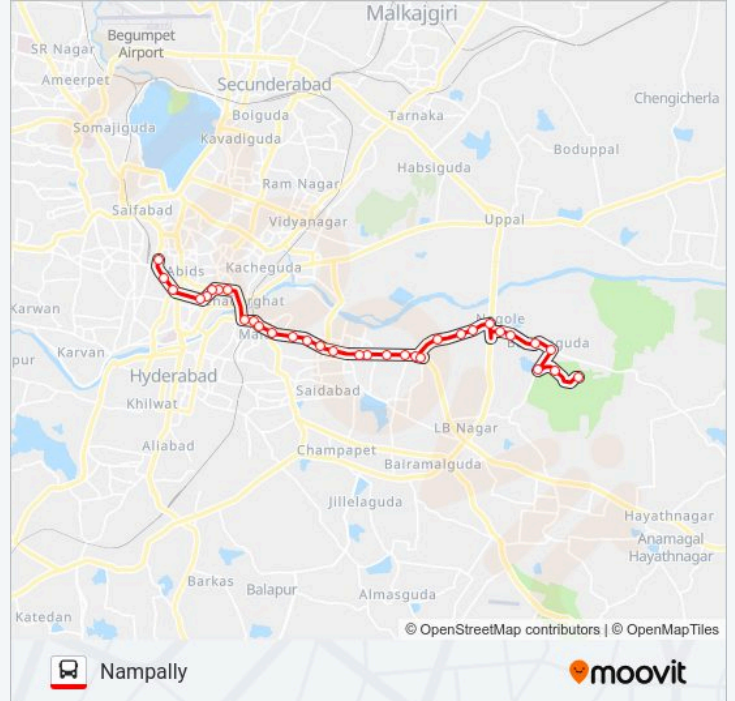 Malkajgiri
Begumpet
Airport
SR Nagar
Ameerpet
Secunderabad
Chengicherla
Somajiguda
Boiguda
Tarnaka
Kavadiguda
Boduppal
Habsiguda
Ram Nagar
Saifabad
Vidyanagar
Uppal
Abids
Kacheguda
Karwan
Nagole
pur
Karvan
Hyderabad
Saidabad
Khilwat
LB Nagar
Aliabad
Champapet
Bairamalguda
Jillelaguda
Hayathnagar
Anamagal
Hayathnagar
Barkas
Balapur
Almasguda
Katedan
© OpenStreetMap contributors | © OpenMapTiles
Nampally
moovit